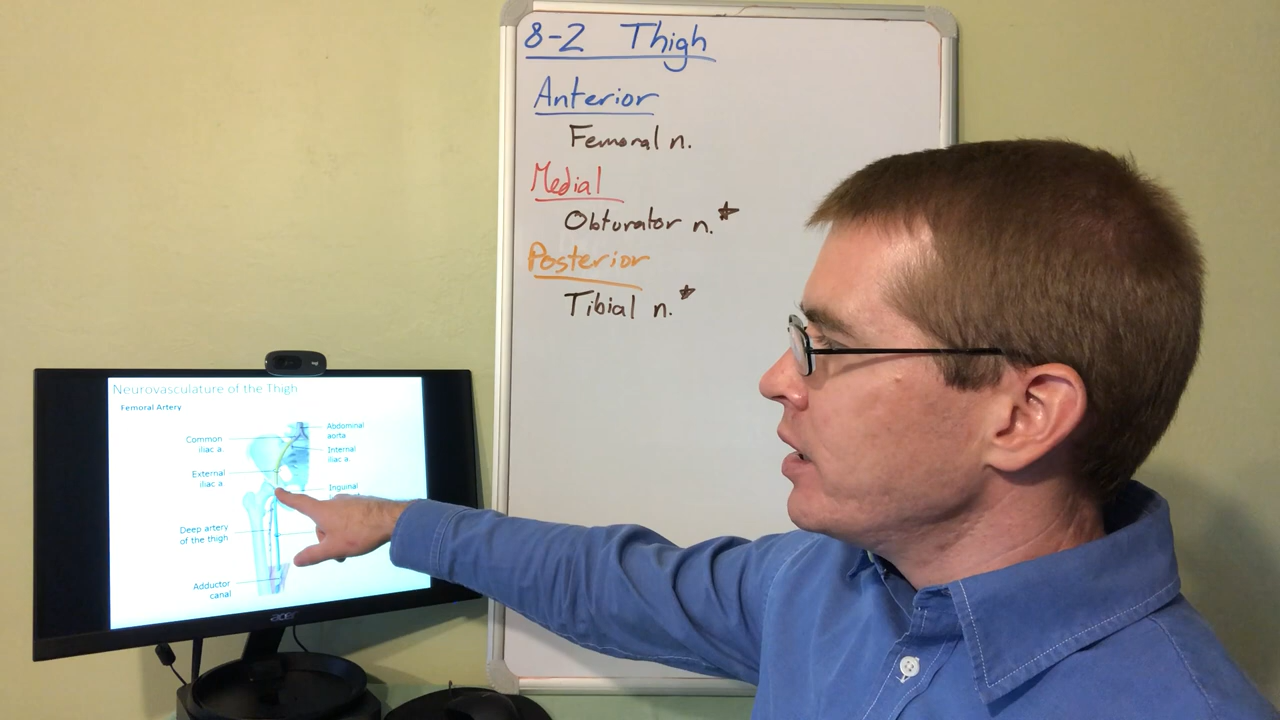 8-2 Thigh
Anterior
Femoral n.
Medial
Obturator n.*
Posterior
Tibial n.*
Neurovasculature of the Thigh
Femoral Artery
Common
iliac a.
External
iliac a.
Deep artery
of the thigh
Adductor
canal
Abdominal
aorta
Internal
iliac a.
Inguinal
acer
logi